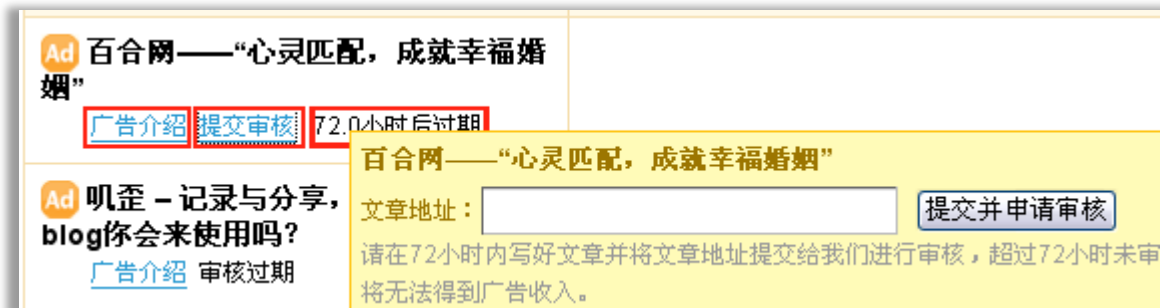 Ad 百合网——“心灵匹配，成就幸福婚
姻”
广告介绍 提交审核 72.0小时后过期
百合网——“心灵匹配，成就幸福婚姻”
文章地址： 提交并申请审核
请在72小时内写好文章并将文章地址提交给我们进行审核，超过72小时未审
将无法得到广告收入。
Ad 叽歪 – 记录与分享，
blog你会来使用吗？
广告介绍 审核过期